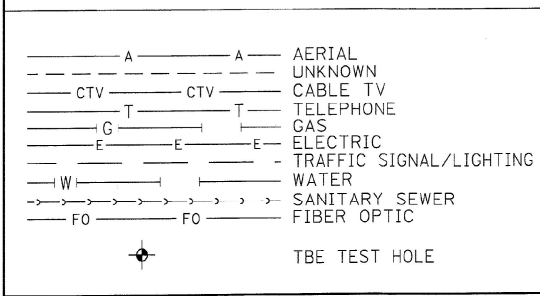 A A AERIAL
UNKNOWN
CTV CTV CABLE TV
T T TELEPHONE
G GAS
E E E ELECTRIC
TRAFFIC SIGNAL/LIGHTING
W WATER
SANITARY SEWER
FO FO FIBER OPTIC
TBE TEST HOLE